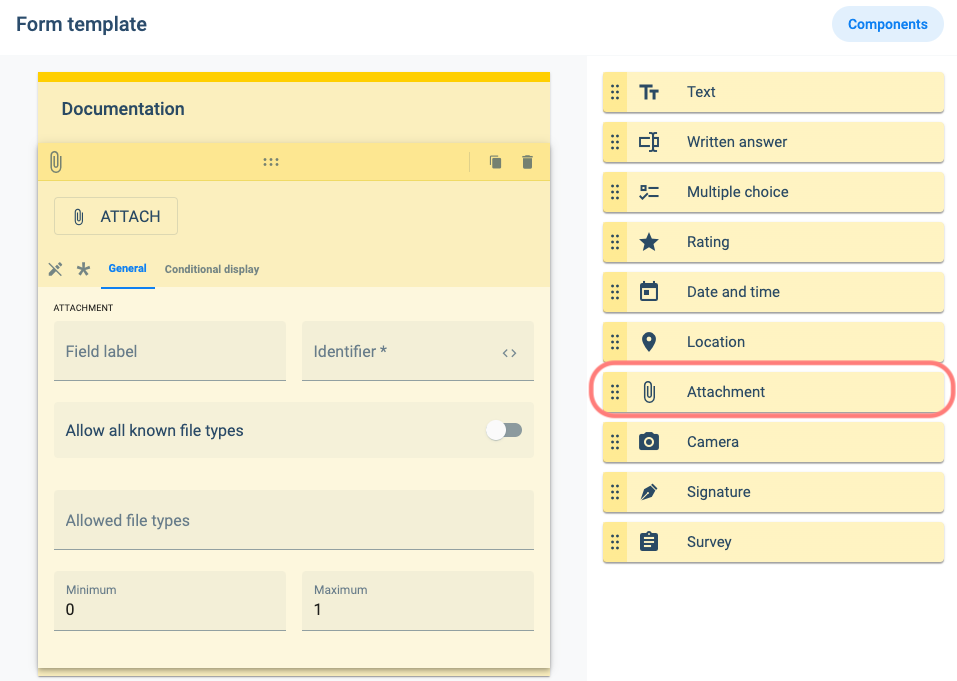 Form template
Components
Documentation
ATTACH
General
Conditional display
ATTACHMENT
Field label
Identifier *
Allow all known file types
Allowed file types
Minimum
0
Maximum
1
Text
Written answer
Multiple choice
Rating
Date and time
Location
Attachment
Camera
Signature
Survey